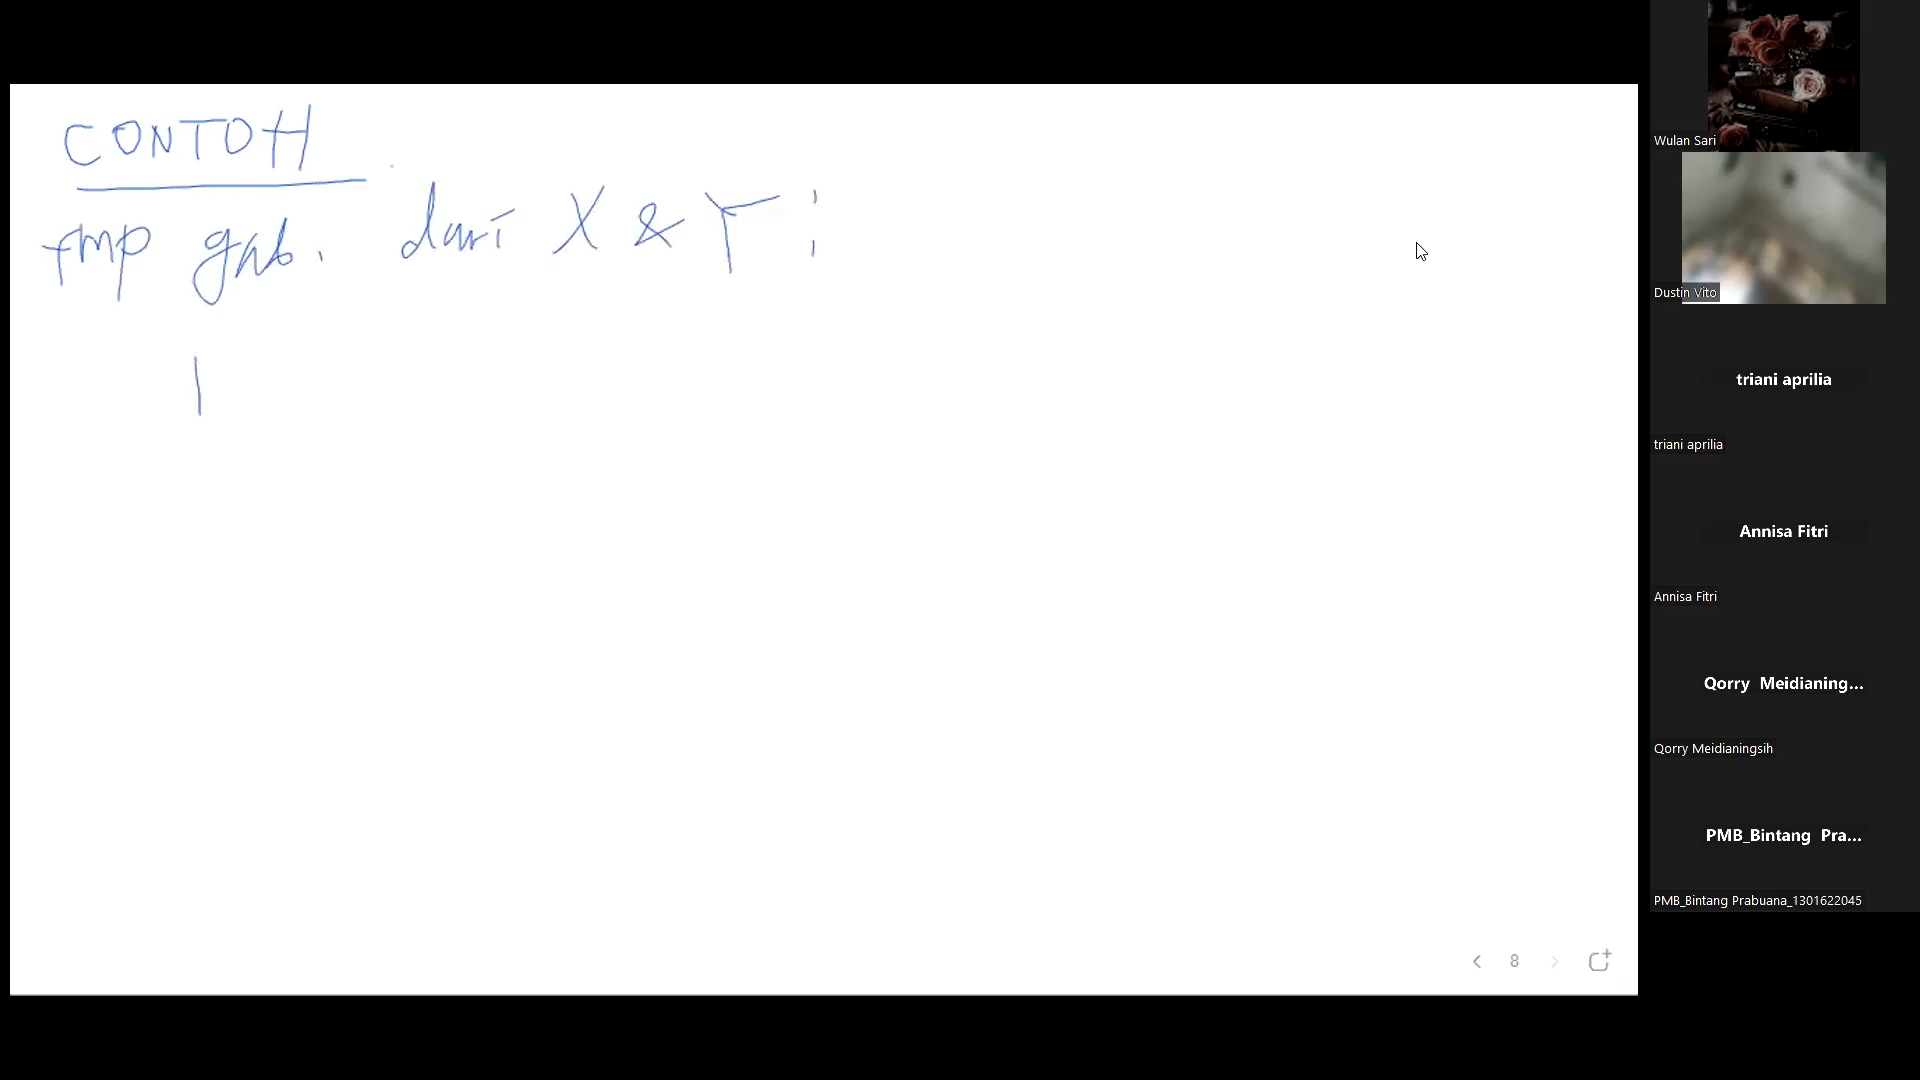 CONTOH
fmp gab. dari X & Y :
8
Wulan Sari
Dustin Vito
triani aprilia
triani aprilia
Annisa Fitri
Annisa Fitri
Qorry Meidianing...
Qorry Meidianingsih
PMB_Bintang Pra...
PMB_Bintang Prabuana_1301622045